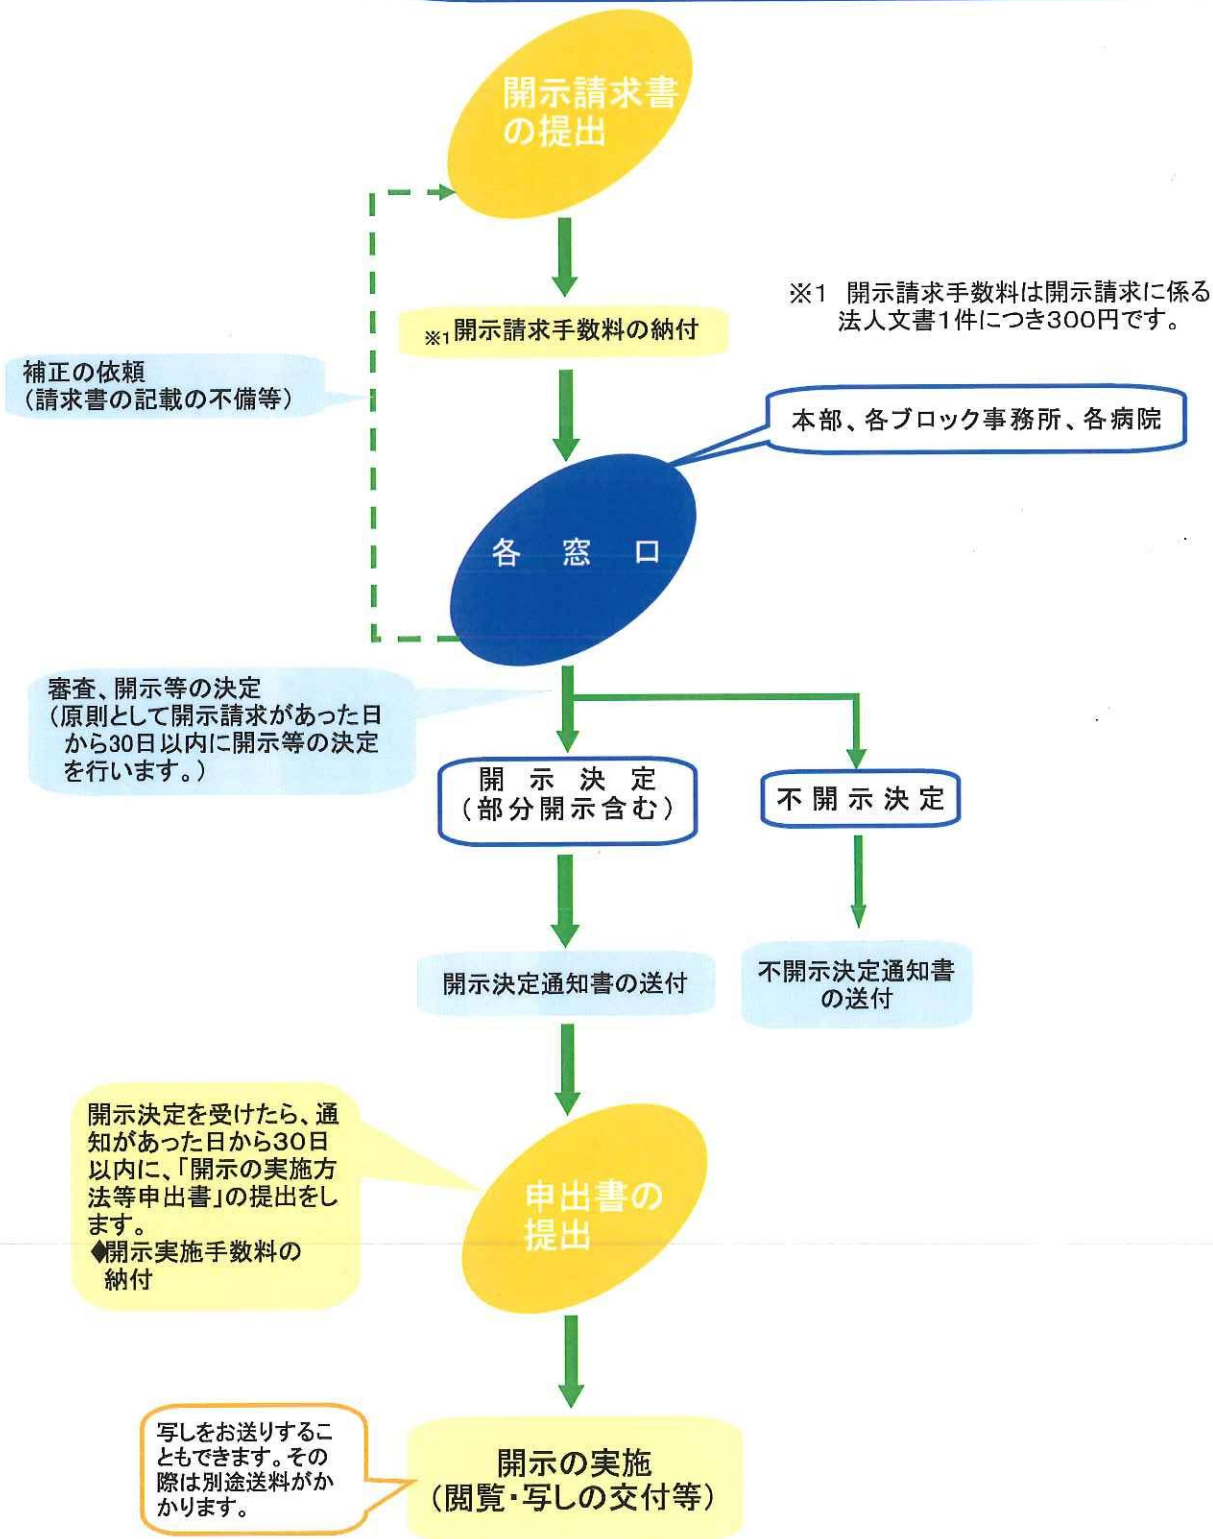 開示請求書
の提出
※1開示請求手数料の納付
※1 開示請求手数料は開示請求に係る
法人文書1件につき300円です。
補正の依頼
(請求書の記載の不備等)
本部、各ブロック事務所、各病院
各 窓 口
審査、開示等の決定
(原則として開示請求があった日
から30日以内に開示等の決定
を行います。)
開 示 決 定
(部分開示含む)
不開示決定
開示決定通知書の送付
不開示決定通知書
の送付
開示決定を受けたら、通
知があった日から30日
以内に、「開示の実施方
法等申出書」の提出をし
ます。
◆開示実施手数料の
納付
申出書の
提出
写しをお送りするこ
ともできます。その
際は別途送料がか
かります。
開示の実施
(閲覧・写しの交付等)